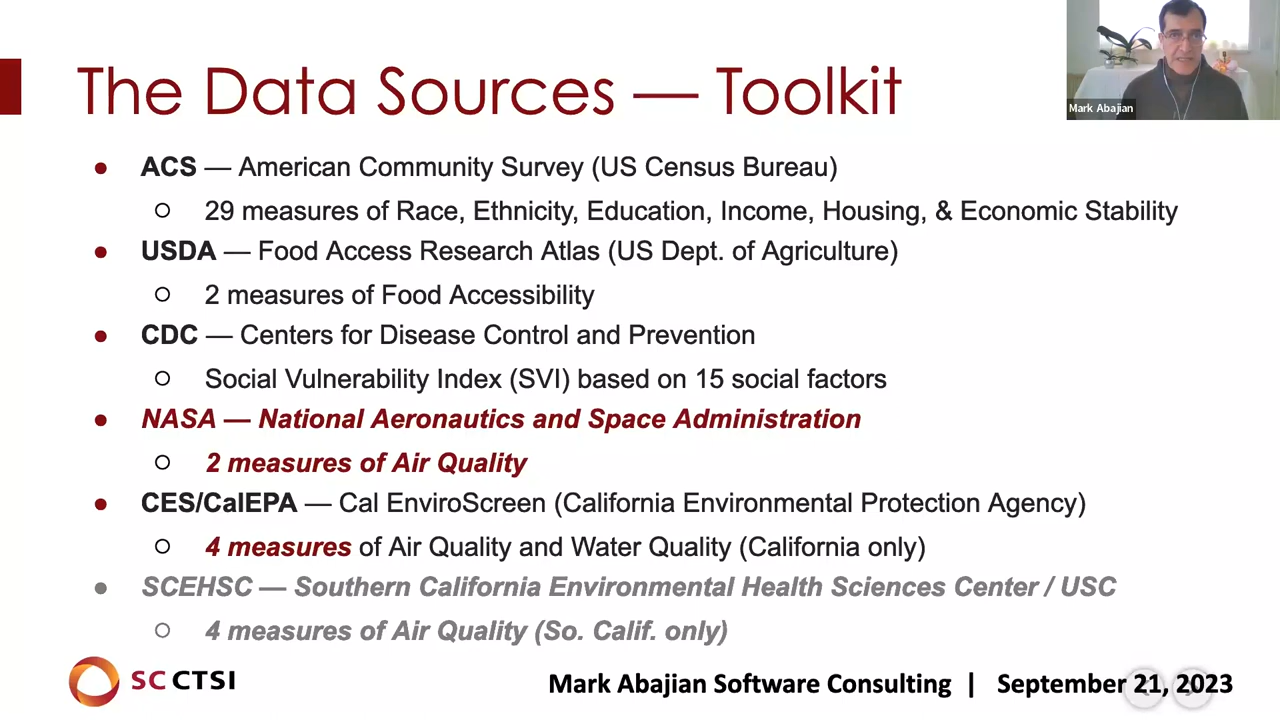 The Data Sources — Toolkit
Mark Abajian
● ACS — American Community Survey (US Census Bureau)
○ 29 measures of Race, Ethnicity, Education, Income, Housing, & Economic Stability
● USDA — Food Access Research Atlas (US Dept. of Agriculture)
○ 2 measures of Food Accessibility
● CDC — Centers for Disease Control and Prevention
○ Social Vulnerability Index (SVI) based on 15 social factors
● NASA — National Aeronautics and Space Administration
○ 2 measures of Air Quality
● CES/CalEPA — Cal EnviroScreen (California Environmental Protection Agency)
○ 4 measures of Air Quality and Water Quality (California only)
● SCEHSC — Southern California Environmental Health Sciences Center / USC
○ 4 measures of Air Quality (So. Calif. only)
SC CTSI
Mark Abajian Software Consulting | September 21, 2023